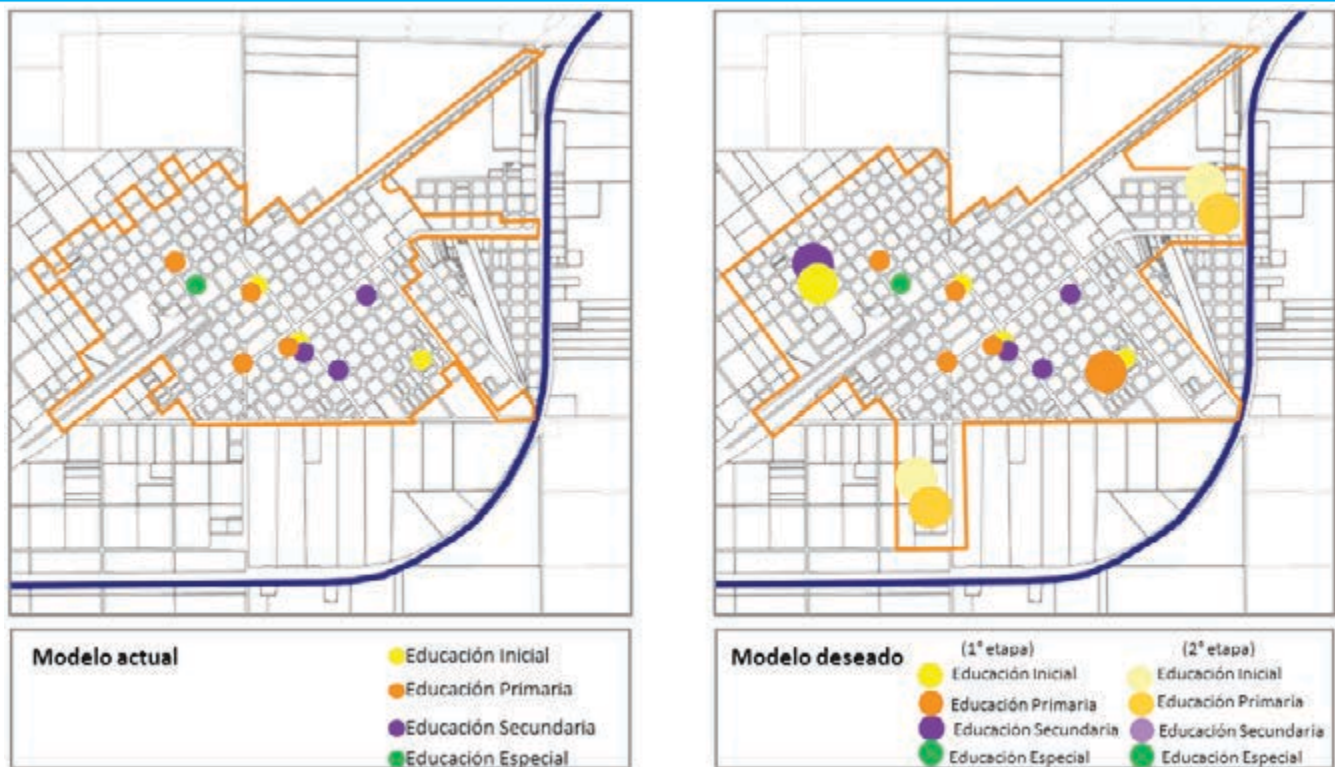 Modelo actual
Educación Inicial
Educación Primaria
Educación Secundaria
Educación Especial
Modelo deseado
(1° etapa)
Educación Inicial
Educación Primaria
Educación Secundaria
Educación Especial
(2° etapa)
Educación Inicial
Educación Primaria
Educación Secundaria
Educación Especial